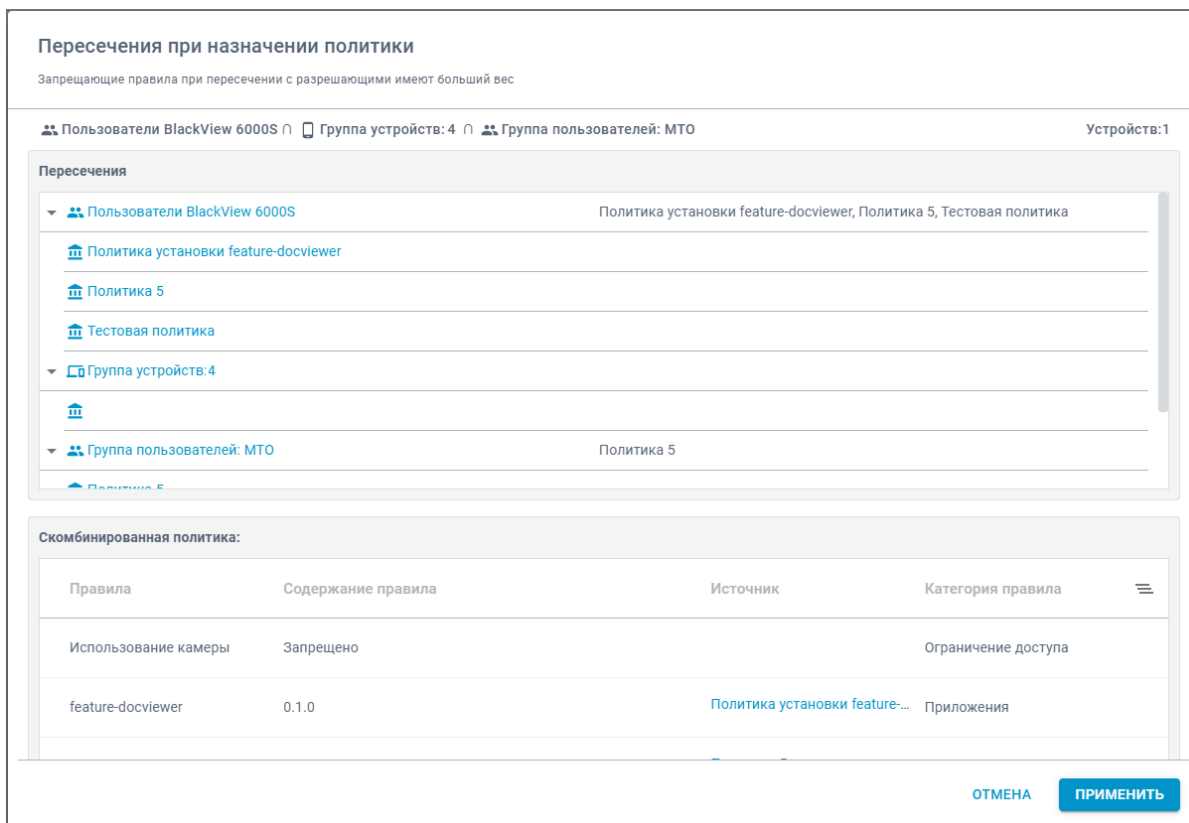 Пересечения при назначении политики
Запрещающие правила при пересечении с разрешающими имеют больший вес
Пользователи BlackView 6000S ∩ Группа устройств: 4 ∩ Группа пользователей: МТО Устройств:1
Пересечения
Пользователи BlackView 6000S Политика установки feature-docviewer, Политика 5, Тестовая политика
Политика установки feature-docviewer
Политика 5
Тестовая политика
Группа устройств:4
Группа пользователей: МТО Политика 5
Политика 5
Скомбинированная политика:
Правила Содержание правила Источник Категория правила
Использование камеры Запрещено Ограничение доступа
feature-docviewer 0.1.0 Политика установки feature-... Приложения
ОТМЕНА ПРИМЕНИТЬ